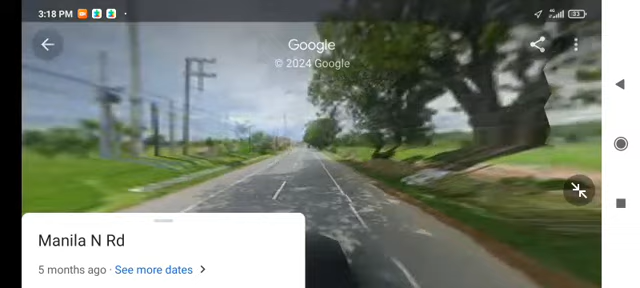 3:18 PM
Google
© 2024 Google
Manila N Rd
5 months ago · See more dates